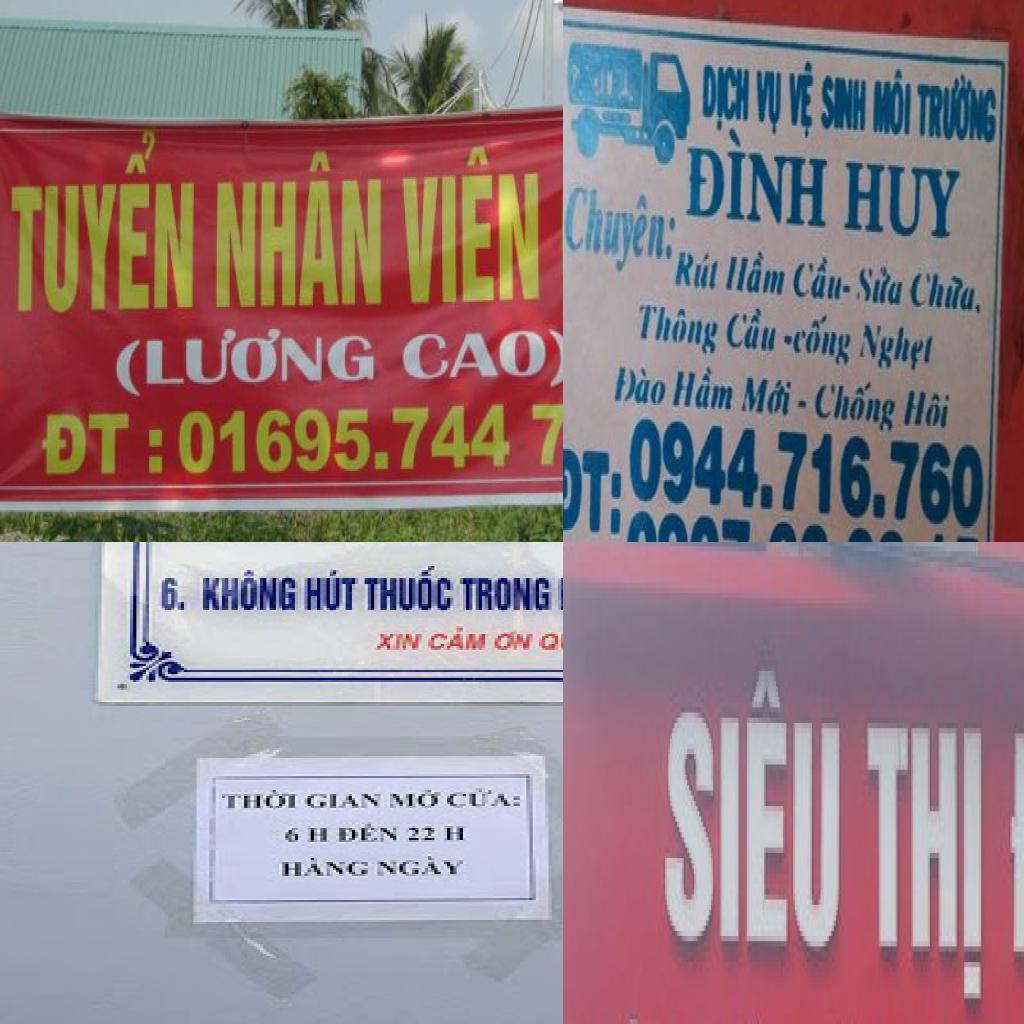 TUYỂN NHÂN VIÊN
(LƯƠNG CAO)
ĐT : 01695.744 7
DỊCH VỤ VỆ SINH MÔI TRƯỜNG
ĐÌNH HUY
Chuyên:
Rút Hầm Cầu- Sửa Chữa,
Thông Cầu -cống Nghẹt
Đào Hầm Mới - Chống Hôi
ĐT: 0944.716.760
6. KHÔNG HÚT THUỐC TRONG
XIN CẢM ƠN
THỜI GIAN MỞ CỬA:
6 H ĐẾN 22 H
HÀNG NGÀY
SIÊU THỊ